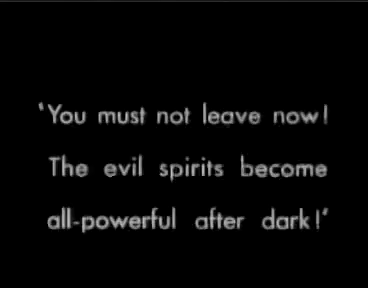 'You must not leave now!
The evil spirits become
all-powerful after dark!'